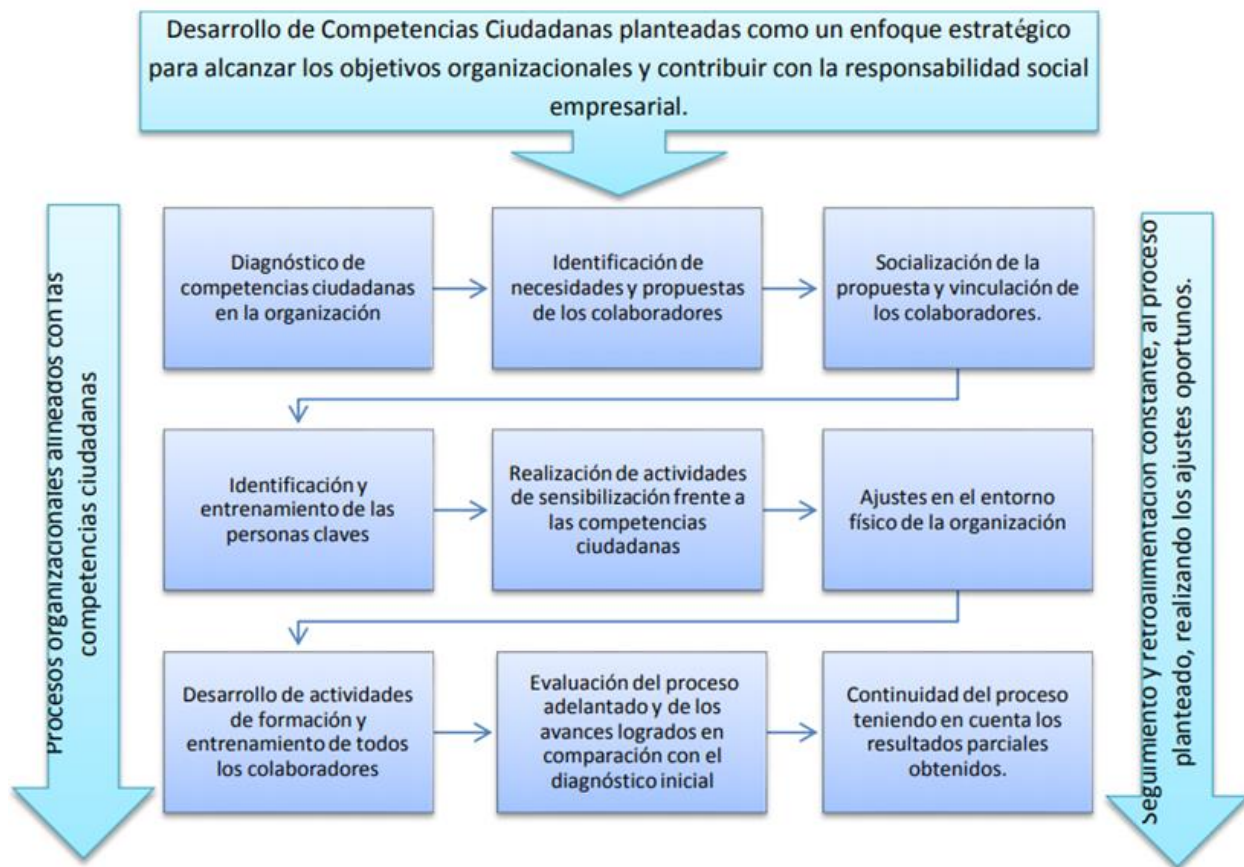 Desarrollo de Competencias Ciudadanas planteadas como un enfoque estratégico
para alcanzar los objetivos organizacionales y contribuir con la responsabilidad social
empresarial.
Procesos organizacionales alineados con las
competencias ciudadanas
Diagnóstico de
competencias ciudadanas
en la organización
Identificación de
necesidades y propuestas
de los colaboradores
Socialización de la
propuesta y vinculación de
los colaboradores.
Identificación y
entrenamiento de las
personas claves
Realización de actividades
de sensibilización frente a
las competencias
ciudadanas
Ajustes en el entorno
físico de la organización
Desarrollo de actividades
de formación y
entrenamiento de todos
los colaboradores
Evaluación del proceso
adelantado y de los
avances logrados en
comparación con el
diagnóstico inicial
Continuidad del proceso
teniendo en cuenta los
resultados parciales
obtenidos.
Seguimiento y retroalimentacion constante, al proceso
planteado, realizando los ajustes oportunos.